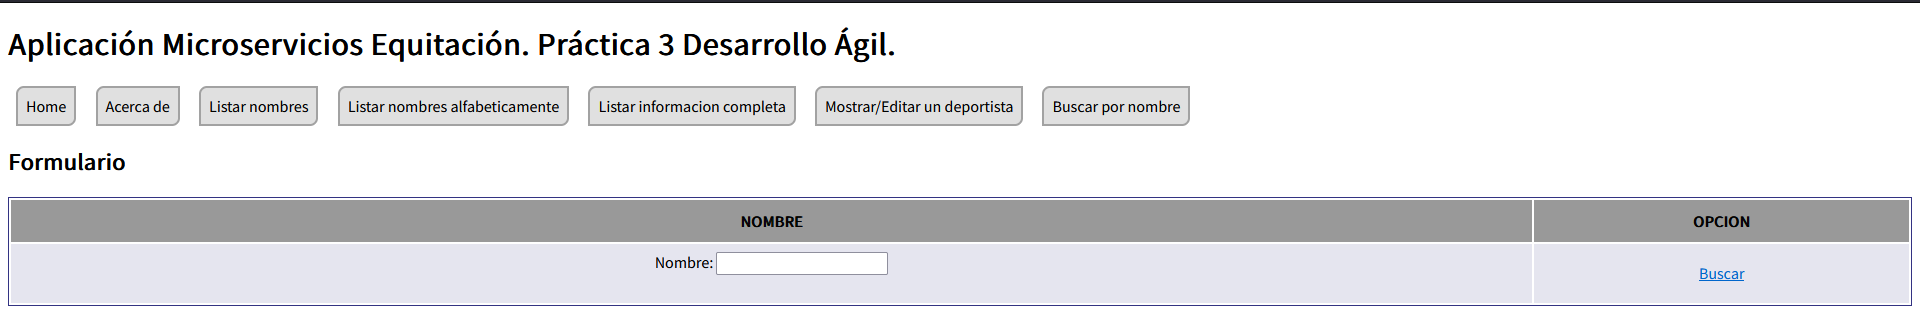 Aplicación Microservicios Equitación. Práctica 3 Desarrollo Ágil.
Home Acerca de Listar nombres Listar nombres alfabeticamente Listar informacion completa Mostrar/Editar un deportista Buscar por nombre
Formulario
NOMBRE OPCION
Nombre: Buscar